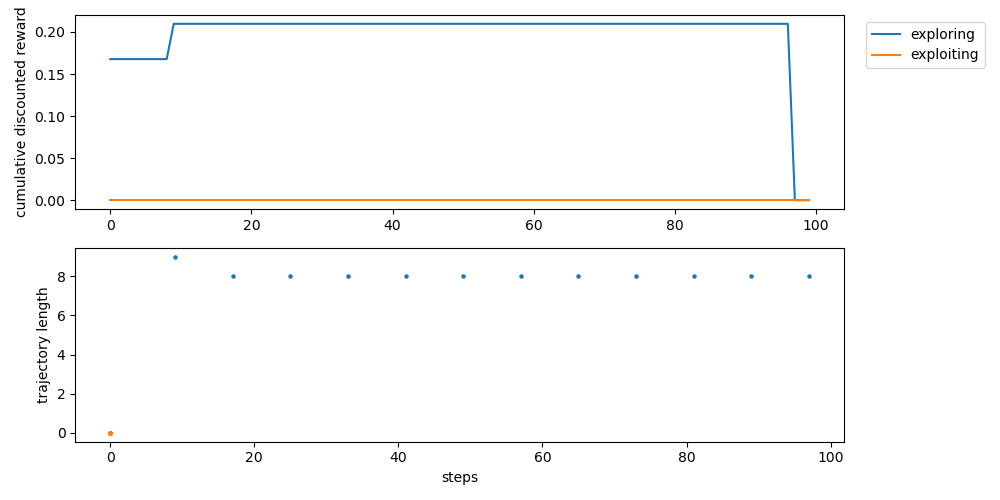 cumulative discounted reward
0.20
0.15
0.10
0.05
0.00
0 20 40 60 80 100
exploring
exploiting
trajectory length
8
6
4
2
0
0 20 40 60 80 100
steps